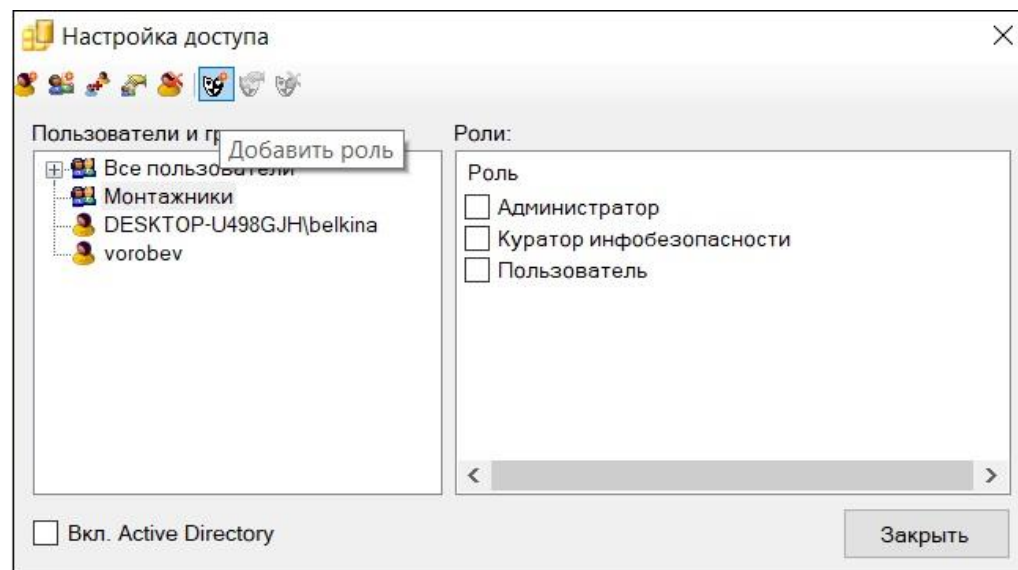 Настройка доступа
Пользователи и гр
Добавить роль
Все пользователи
Монтажники
DESKTOP-U498GJH\belkina
vorobev
Роли:
Роль
Администратор
Куратор инфобезопасности
Пользователь
Вкл. Active Directory
Закрыть